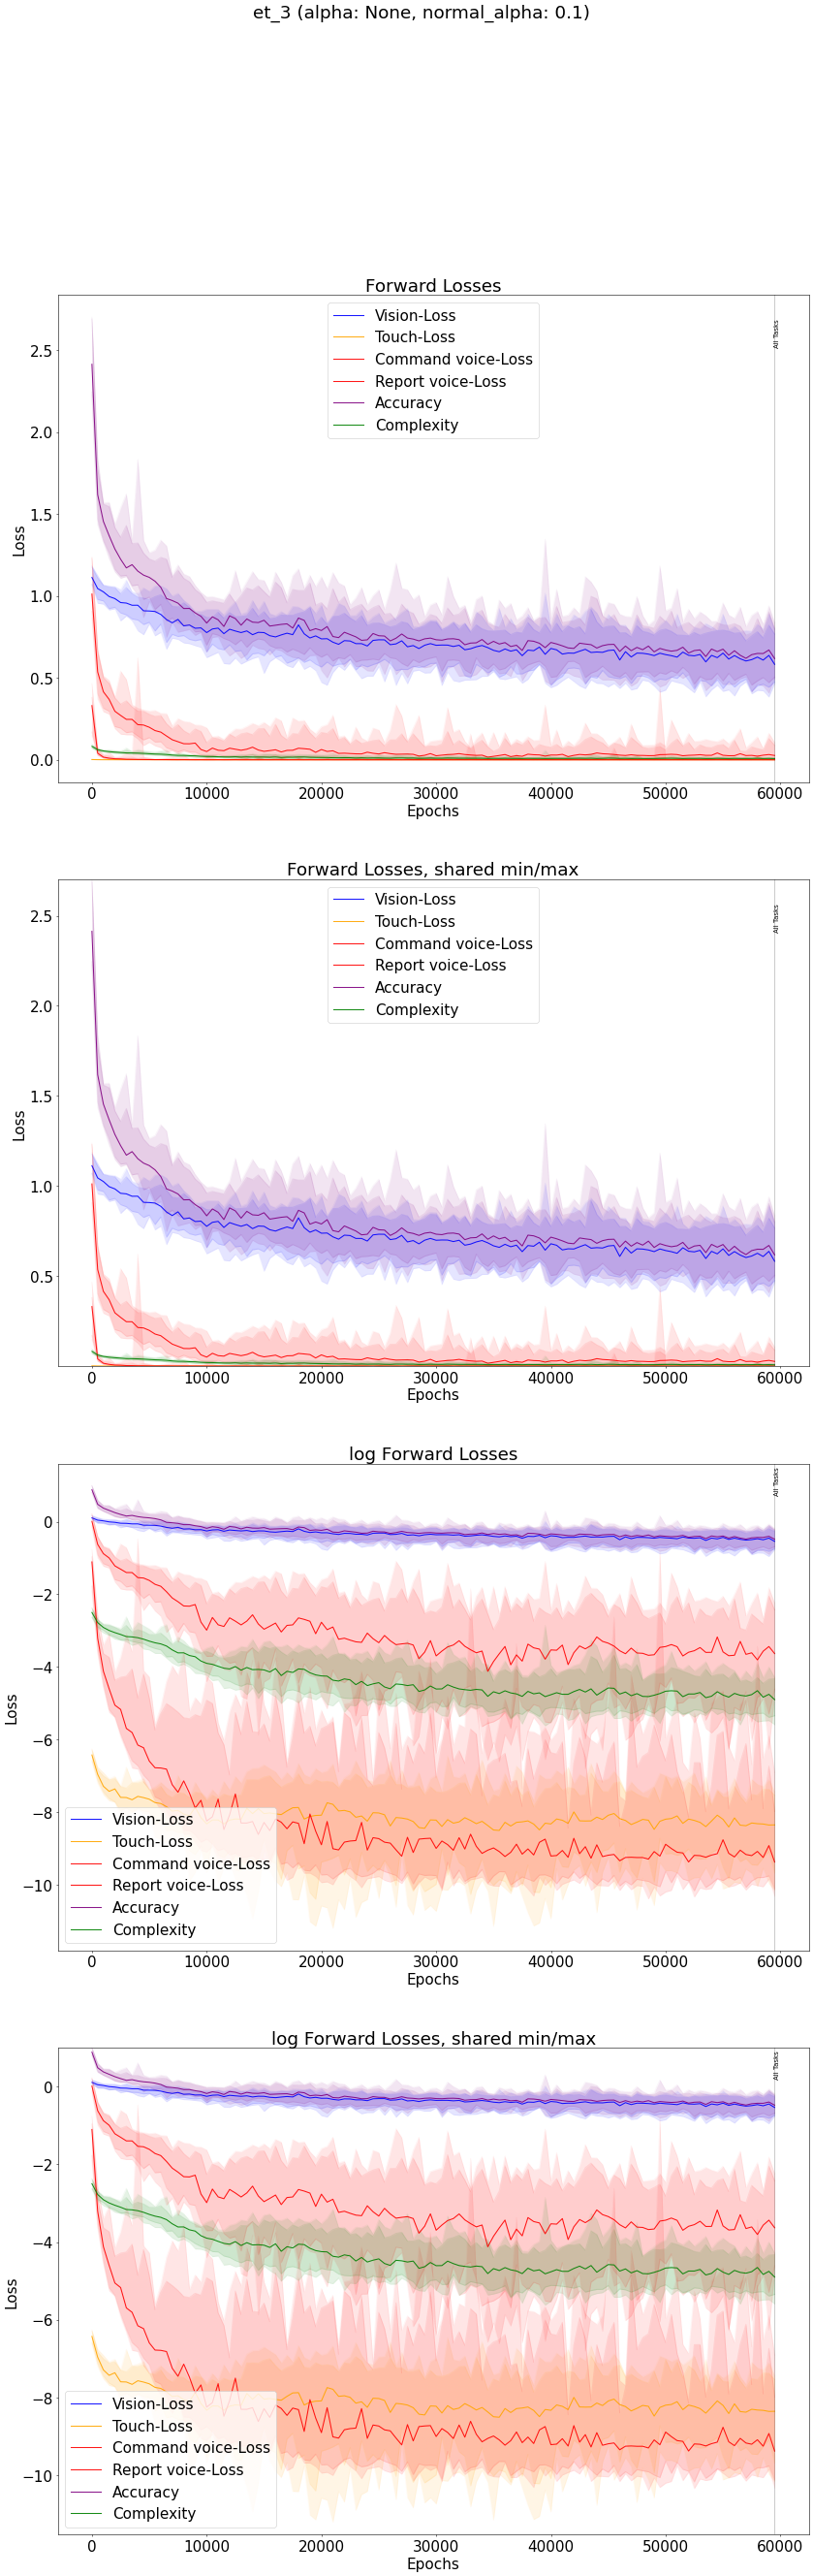 et_3 (alpha: None, normal_alpha: 0.1)
Forward Losses
Vision-Loss
Touch-Loss
Command voice-Loss
Report voice-Loss
Accuracy
Complexity
All Tasks
2.5
2.0
1.5
1.0
0.5
0.0
Loss
0 10000 20000 30000 40000 50000 60000
Epochs
Forward Losses, shared min/max
Vision-Loss
Touch-Loss
Command voice-Loss
Report voice-Loss
Accuracy
Complexity
All Tasks
2.5
2.0
1.5
1.0
0.5
Loss
0 10000 20000 30000 40000 50000 60000
Epochs
log Forward Losses
All Tasks
0
−2
−4
−6
−8
−10
Loss
Vision-Loss
Touch-Loss
Command voice-Loss
Report voice-Loss
Accuracy
Complexity
0 10000 20000 30000 40000 50000 60000
Epochs
log Forward Losses, shared min/max
All Tasks
0
−2
−4
−6
−8
−10
Loss
Vision-Loss
Touch-Loss
Command voice-Loss
Report voice-Loss
Accuracy
Complexity
0 10000 20000 30000 40000 50000 60000
Epochs